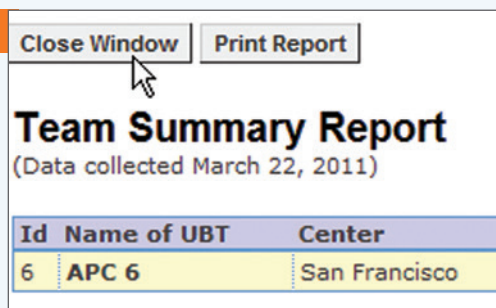 Close Window Print Report
Team Summary Report
(Data collected March 22, 2011)
Id Name of UBT Center
6 APC 6 San Francisco